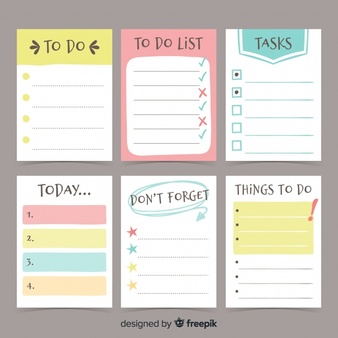 TO DO
TO DO LIST
TASKS
TODAY...
1.
2.
3.
4.
DON'T FORGET
THINGS TO DO
!
designed by freepik